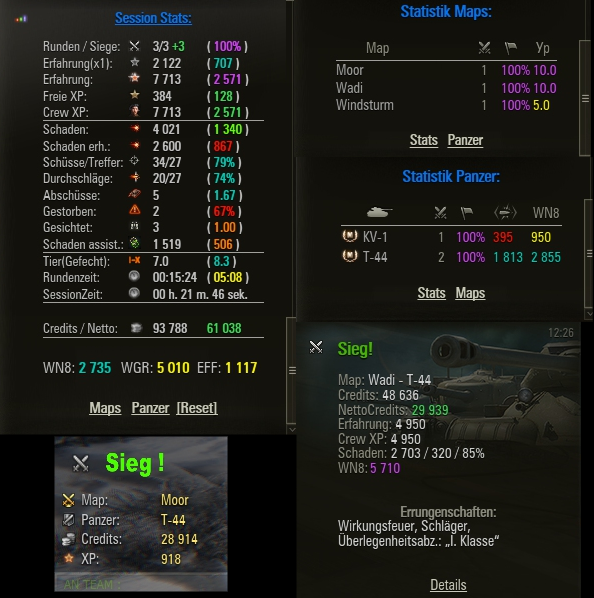 Session Stats:
Runden / Siege: 3/3 +3 ( 100% )
Erfahrung(x1): 2 122 ( 707 )
Erfahrung: 7 713 ( 2 571 )
Freie XP: 384 ( 128 )
Crew XP: 7 713 ( 2 571 )
Schaden: 4 021 ( 1 340 )
Schaden erh.: 2 600 ( 867 )
Schüsse/Treffer: 34/27 ( 79% )
Durchschläge: 20/27 ( 74% )
Abschüsse: 5 ( 1.67 )
Gestorben: 2 ( 67% )
Gesichtet: 3 ( 1.00 )
Schaden assist.: 1 519 ( 506 )
Tier(Gefecht): I-X 7.0 ( 8.3 )
Rundenzeit: 00:15:24 ( 05:08 )
SessionZeit: 00 h. 21 m. 46 sek.
Credits / Netto: 93 788 61 038
WN8: 2 735 WGR: 5 010 EFF: 1 117
Maps Panzer [Reset]
Statistik Maps:
Map Ур
Moor 1 100% 10.0
Wadi 1 100% 10.0
Windsturm 1 100% 5.0
Stats Panzer
Statistik Panzer:
WN8
KV-1 1 100% 395 950
T-44 2 100% 1 813 2 855
Stats Maps
12:26
Sieg!
Map: Wadi - T-44
Credits: 48 636
NettoCredits: 29 939
Erfahrung: 4 950
Crew XP: 4 950
Schaden: 2 703 / 320 / 85%
WN8: 5 710
Errungenschaften:
Wirkungsfeuer, Schläger,
Überlegenheitsabz.: „I. Klasse“
Details
Sieg !
Map: Moor
Panzer: T-44
Credits: 28 914
XP: 918
AN TEAM :